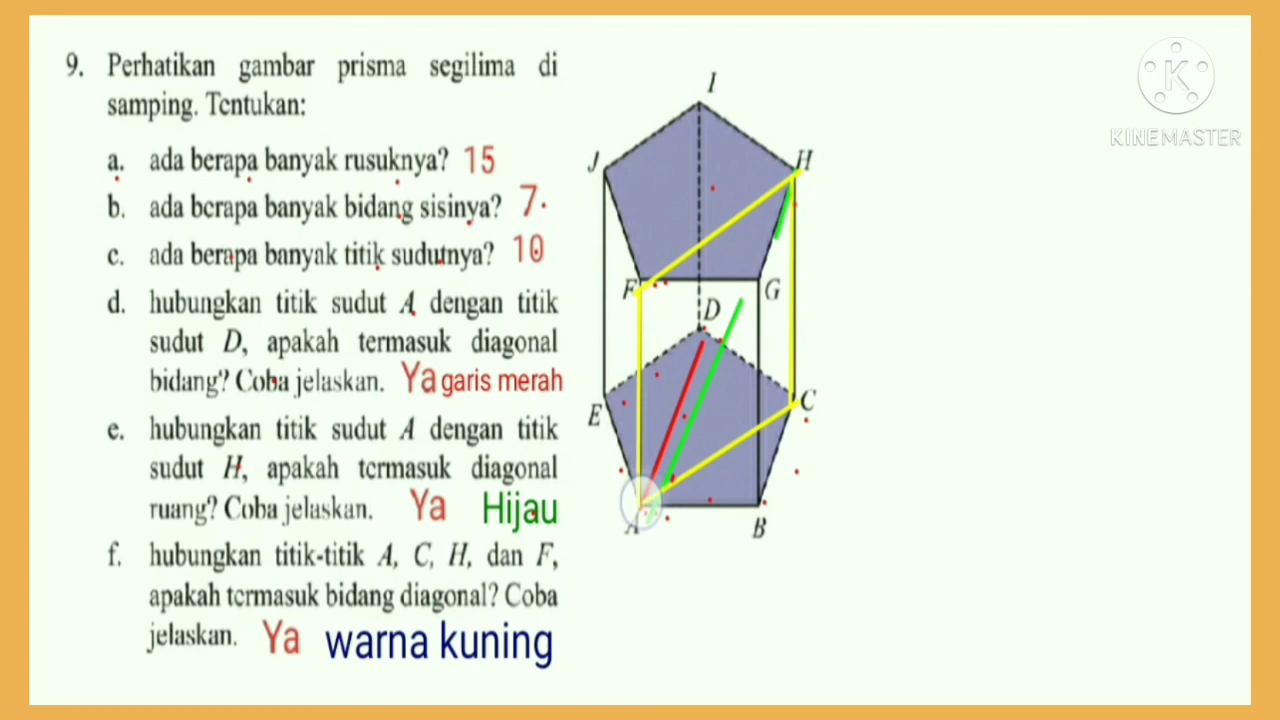 9. Perhatikan gambar prisma segilima di
samping. Tentukan:
a. ada berapa banyak rusuknya? 15
b. ada berapa banyak bidang sisinya? 7.
c. ada berapa banyak titik sudutnya? 10
d. hubungkan titik sudut A dengan titik
sudut D, apakah termasuk diagonal
bidang? Coba jelaskan. Ya garis merah
e. hubungkan titik sudut A dengan titik
sudut H, apakah termasuk diagonal
ruang? Coba jelaskan. Ya Hijau
f. hubungkan titik-titik A, C, H, dan F,
apakah termasuk bidang diagonal? Coba
jelaskan. Ya warna kuning
I
J
H
F
G
D
E
C
A
B
K
KINEMASTER